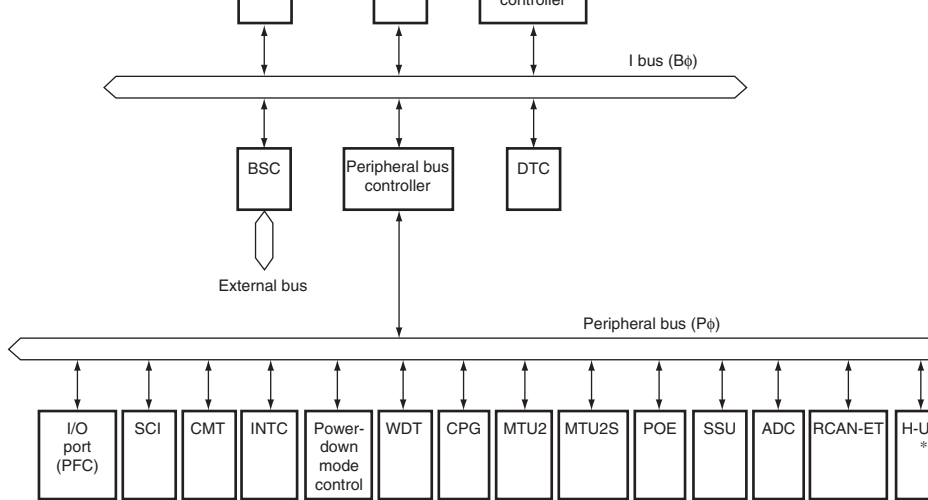 controller
I bus (Bφ)
BSC
Peripheral bus
controller
DTC
External bus
Peripheral bus (Pφ)
I/O
port
(PFC)
SCI
CMT
INTC
Power-
down
mode
control
WDT
CPG
MTU2
MTU2S
POE
SSU
ADC
RCAN-ET
*